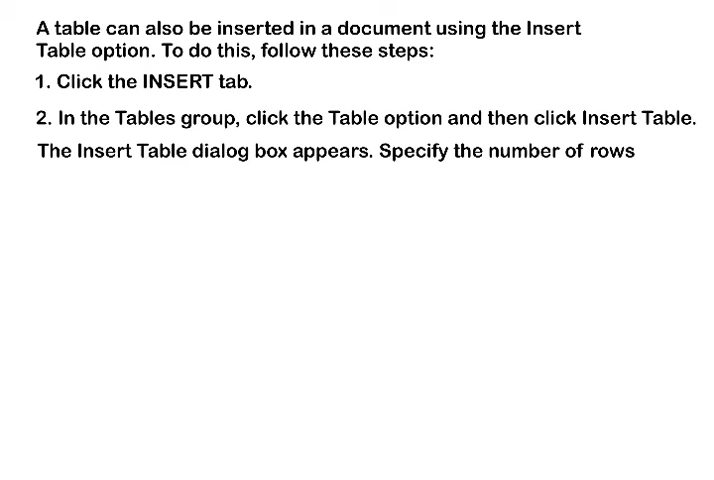 A table can also be inserted in a document using the Insert
Table option. To do this, follow these steps:
1. Click the INSERT tab.
2. In the Tables group, click the Table option and then click Insert Table.
The Insert Table dialog box appears. Specify the number of rows